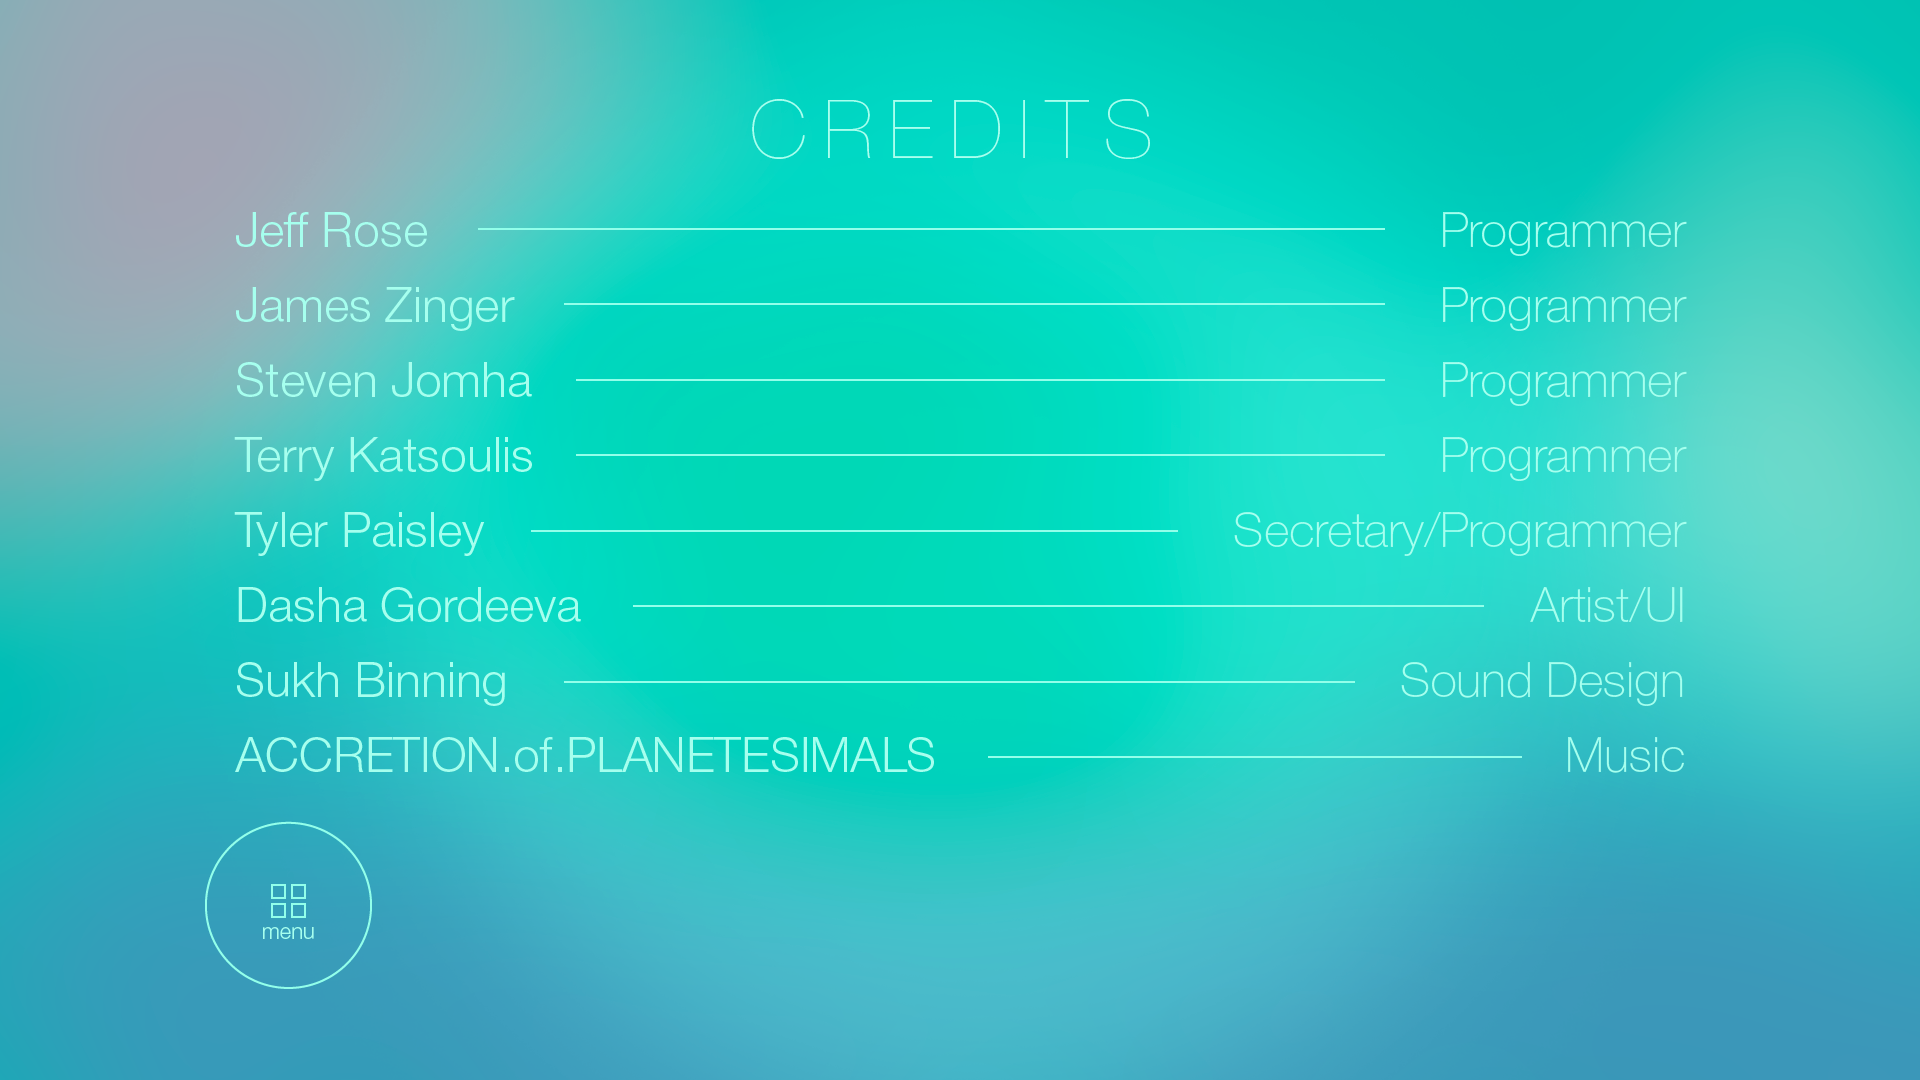 CREDITS
Jeff Rose Programmer
James Zinger Programmer
Steven Jomha Programmer
Terry Katsoulis Programmer
Tyler Paisley Secretary/Programmer
Dasha Gordeeva Artist/UI
Sukh Binning Sound Design
ACCRETION.of.PLANETESIMALS Music
menu